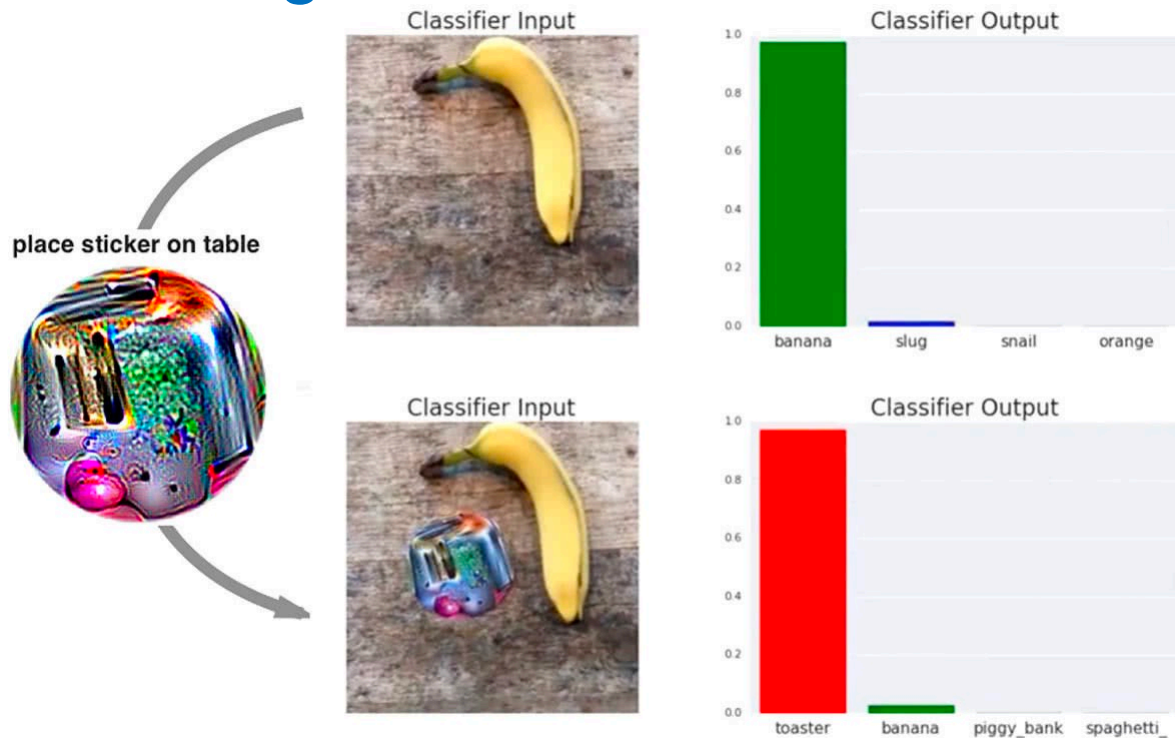 Classifier Input
Classifier Output
1.0
0.8
0.6
0.4
0.2
0.0
banana slug snail orange
place sticker on table
Classifier Input
Classifier Output
1.0
0.8
0.6
0.4
0.2
0.0
toaster banana piggy_bank spaghetti_